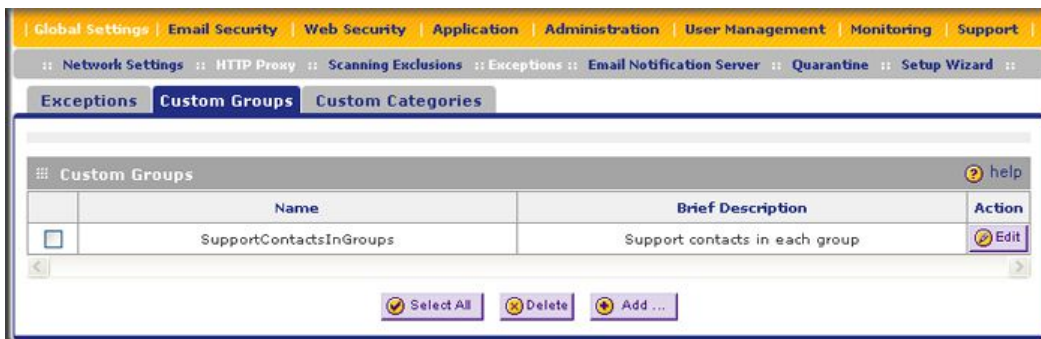 Global Settings | Email Security | Web Security | Application | Administration | User Management | Monitoring | Support
:: Network Settings :: HTTP Proxy :: Scanning Exclusions :: Exceptions :: Email Notification Server :: Quarantine :: Setup Wizard ::
Exceptions Custom Groups Custom Categories
Custom Groups help
Name Brief Description Action
SupportContactsInGroups Support contacts in each group Edit
Select All Delete Add ...